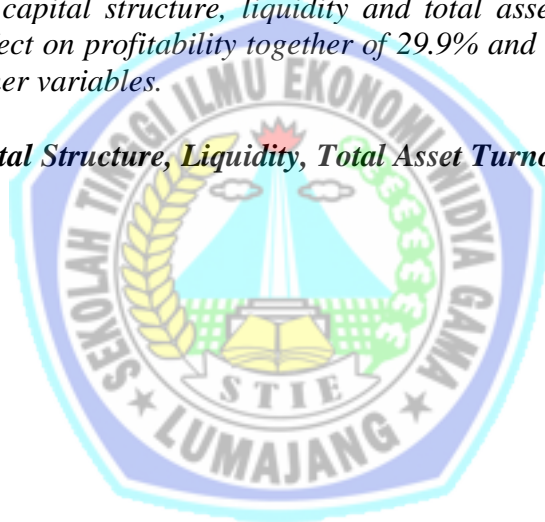 capital structure, liquidity and total asse
ect on profitability together of 29.9% and
er variables.
tal Structure, Liquidity, Total Asset Turno
SEKOLAH TINGGI ILMU EKONOMI WIDYA GAMA
STIE
LUMAJANG